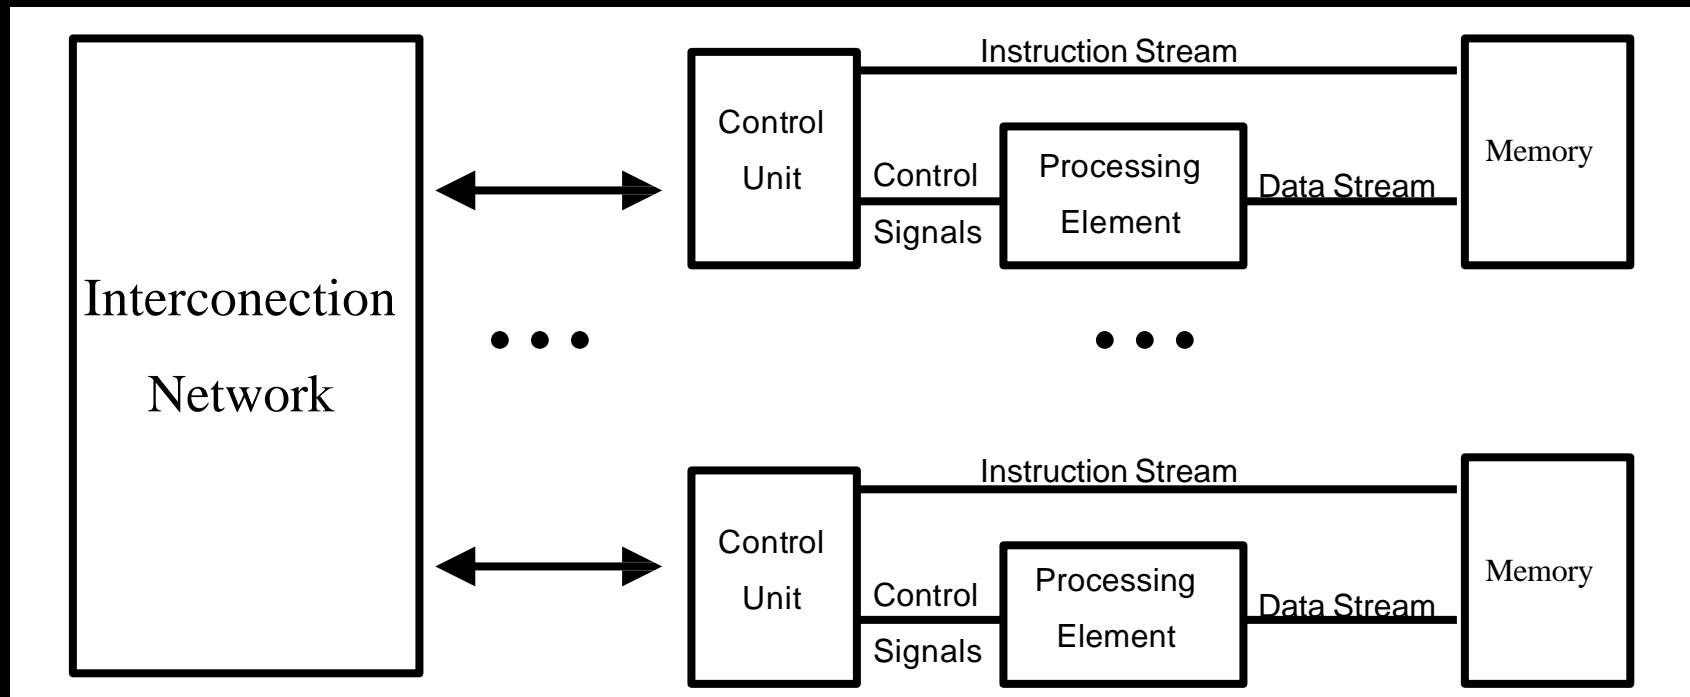 Interconection
Network
Control
Unit
Instruction Stream
Control
Signals
Processing
Element
Data Stream
Memory
Control
Unit
Instruction Stream
Control
Signals
Processing
Element
Data Stream
Memory